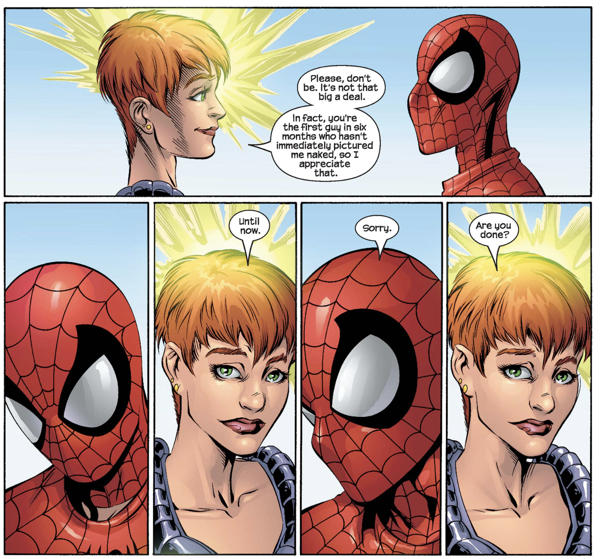 Please, don't
be. It's not that
big a deal.
In fact, you're
the first guy in six
months who hasn't
immediately pictured
me naked, so I
appreciate
that.
Until
now.
Sorry.
Are you
done?